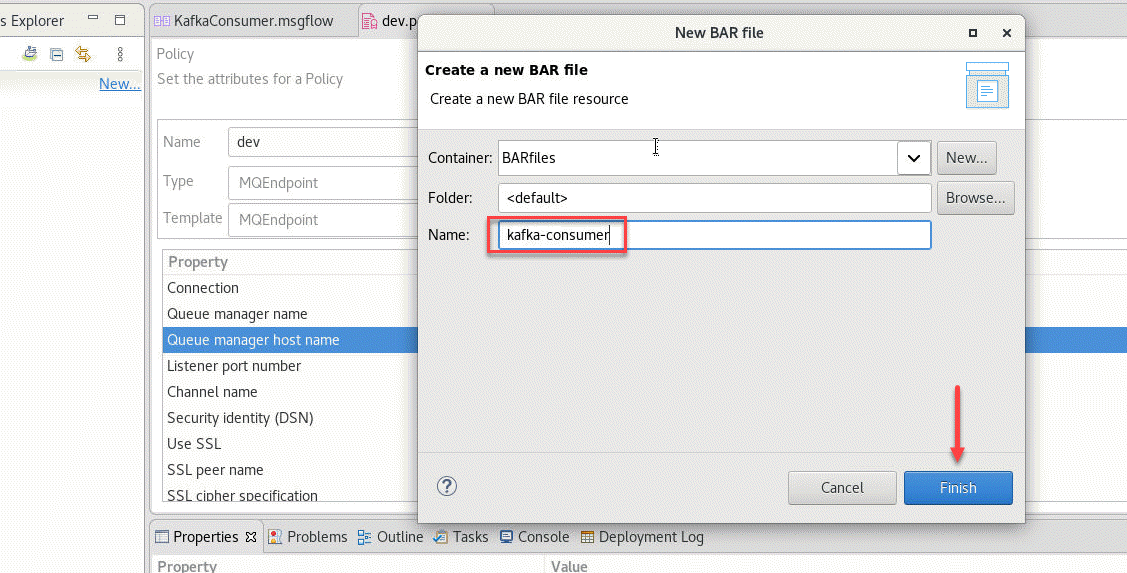 s Explorer
KafkaConsumer.msgflow
dev.p
New...
Policy
Set the attributes for a Policy
Name
dev
Type
MQEndpoint
Template
MQEndpoint
Property
Connection
Queue manager name
Queue manager host name
Listener port number
Channel name
Security identity (DSN)
Use SSL
SSL peer name
SSL cipher specification
New BAR file
Create a new BAR file
Create a new BAR file resource
Container:
BARfiles
New...
Folder:
<default>
Browse...
Name:
kafka-consumer
Cancel
Finish
Properties
Problems
Outline
Tasks
Console
Deployment Log
Property
Value